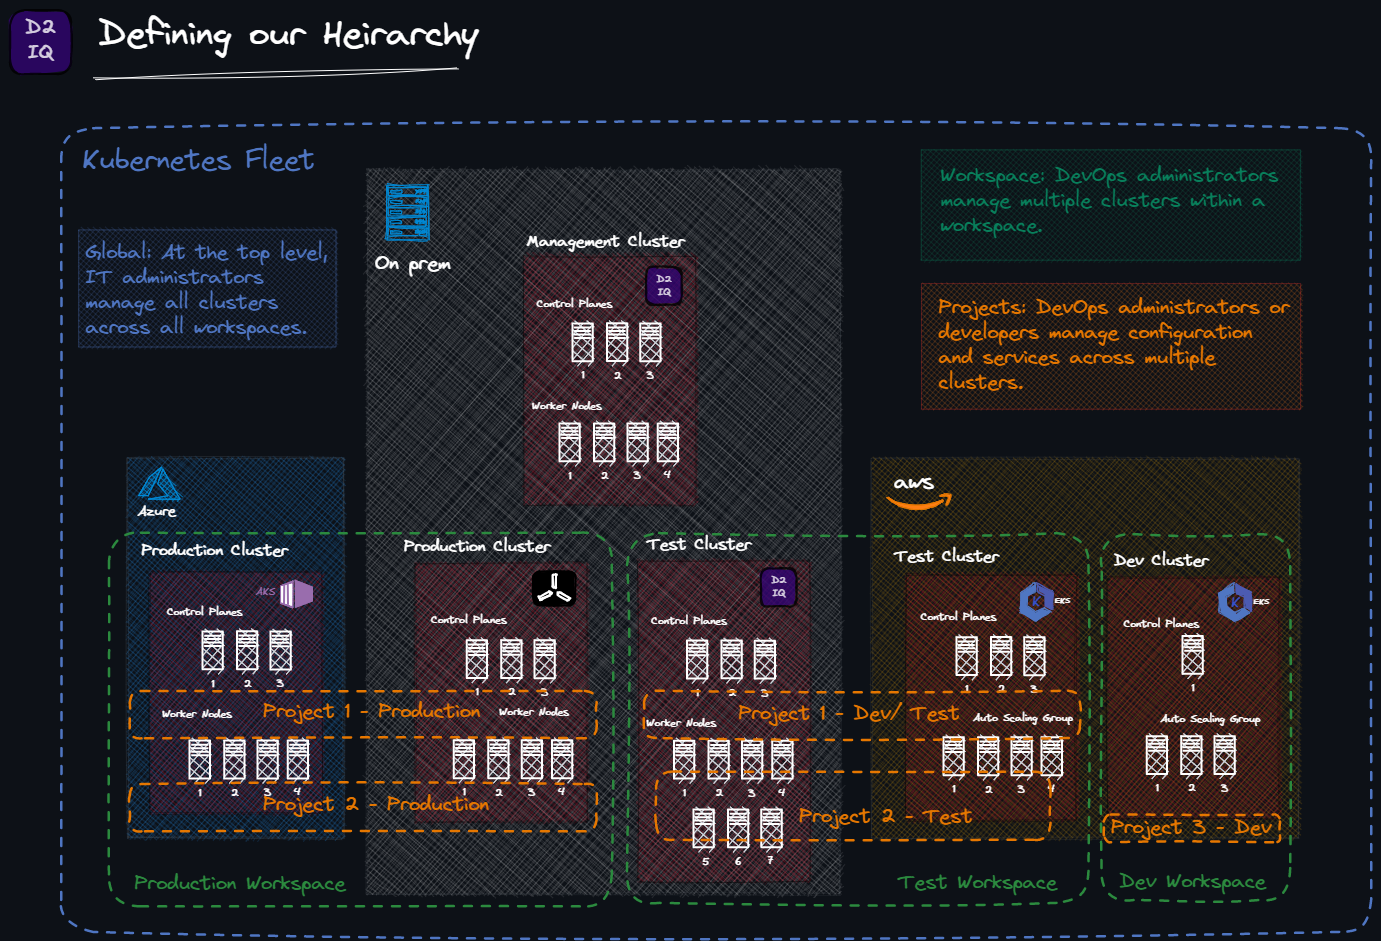 D2
IQ
Defining our Heirarchy
Kubernetes Fleet
Global: At the top level,
IT administrators
manage all clusters
across all workspaces.
Workspace: DevOps administrators
manage multiple clusters within a
workspace.
Projects: DevOps administrators or
developers manage configuration
and services across multiple
clusters.
On prem
Management Cluster
D2
IQ
Control Planes
1 2 3
Worker Nodes
1 2 3 4
Azure
Production Cluster
AKS
Control Planes
1 2 3
Worker Nodes
1 2 3 4
Production Cluster
Control Planes
1 2 3
Worker Nodes
1 2 3 4
Project 1 - Production
Project 2 - Production
Production Workspace
Test Cluster
D2
IQ
Control Planes
1 2 3
Worker Nodes
1 2 3 4
5 6 7
aws
Test Cluster
EKS
Control Planes
1 2 3
Auto Scaling Group
1 2 3 4
Project 1 - Dev/ Test
Project 2 - Test
Test Workspace
Dev Cluster
EKS
Control Planes
1
Auto Scaling Group
1 2 3
Project 3 - Dev
Dev Workspace